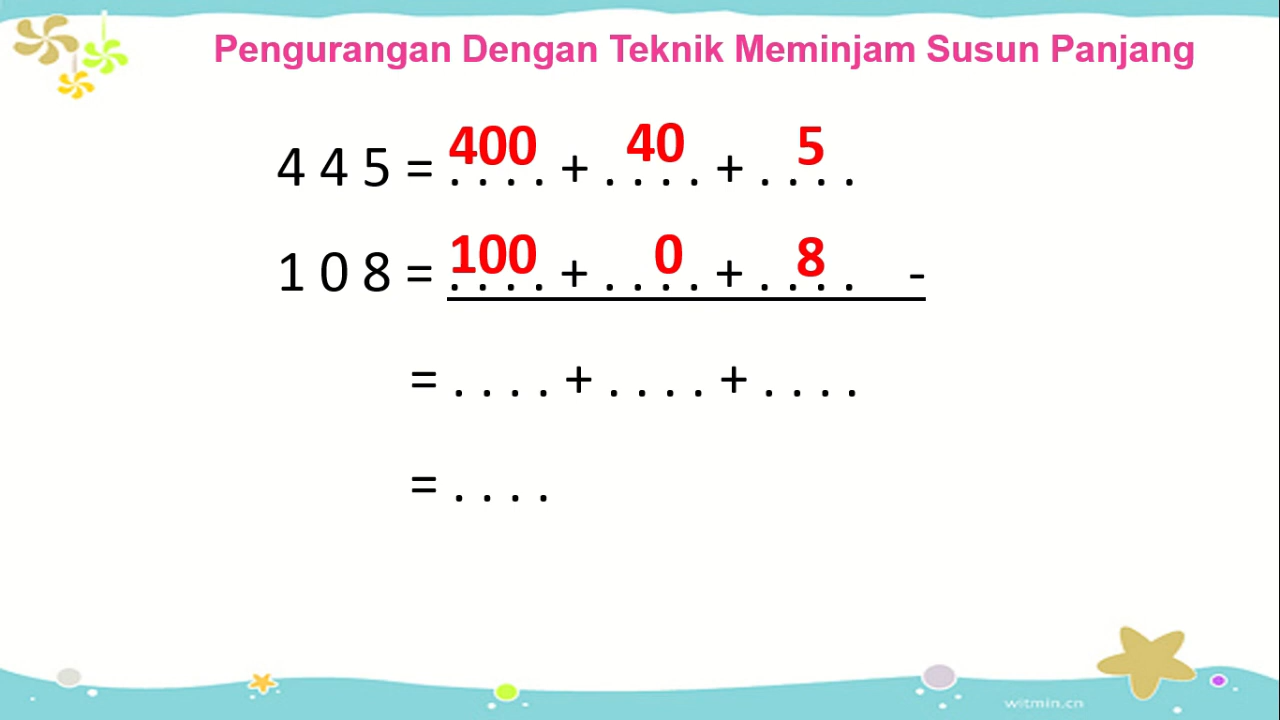 Pengurangan Dengan Teknik Meminjam Susun Panjang
4 4 5 = 400 + 40 + 5
. . . . . . . . . . . .
1 0 8 = 100 + 0 + 8 -
. . . . . . . . . . . .
= . . . . + . . . . + . . . .
= . . . .
witmin.cn